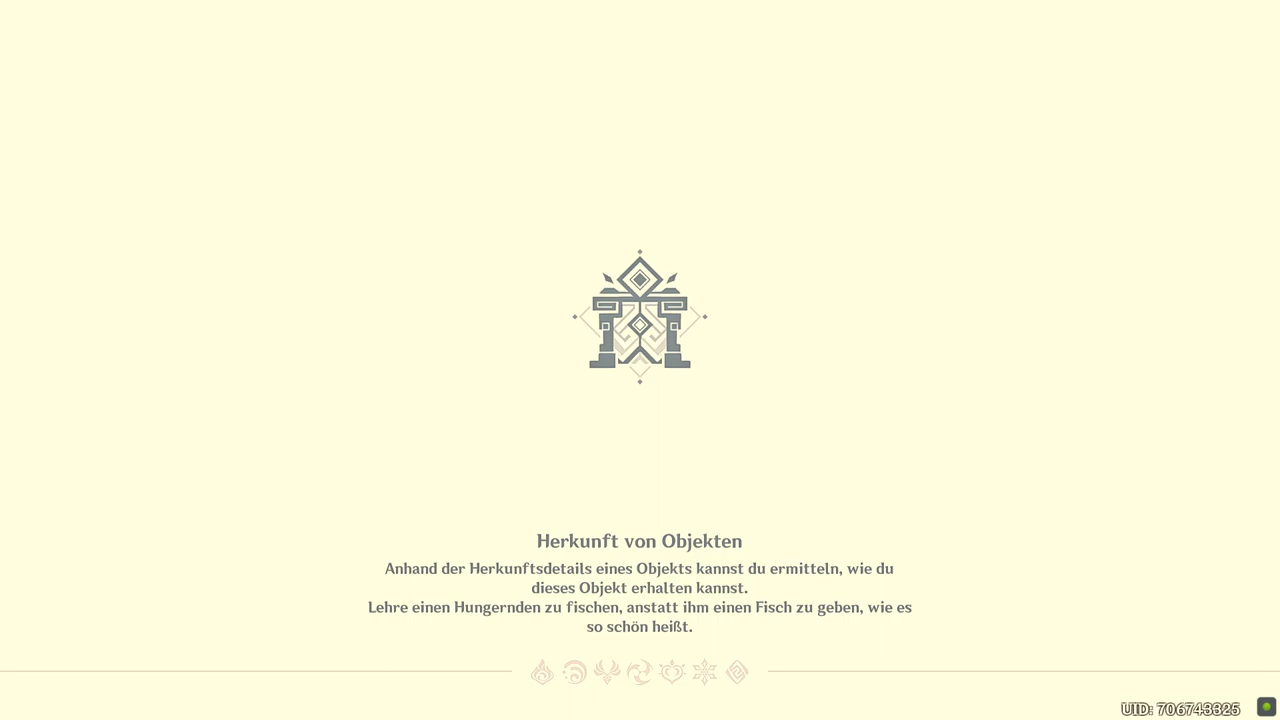 Herkunft von Objekten
Anhand der Herkunftsdetails eines Objekts kannst du ermitteln, wie du
dieses Objekt erhalten kannst.
Lehre einen Hungernden zu fischen, anstatt ihm einen Fisch zu geben, wie es
so schön heißt.
UID: 706743325